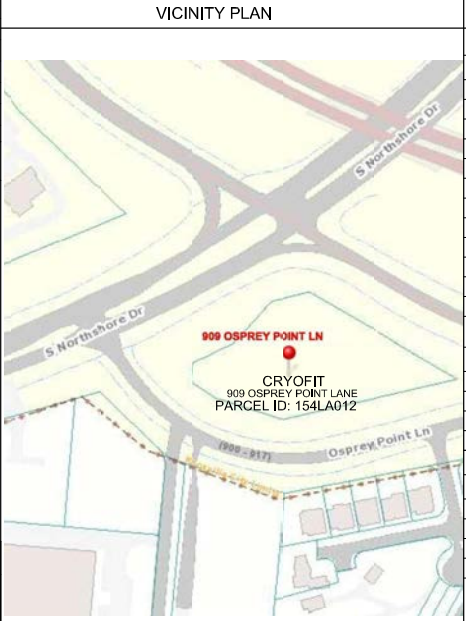 VICINITY PLAN
S Northshore Dr
S Northshore Dr
909 OSPREY POINT LN
CRYOFIT
909 OSPREY POINT LANE
PARCEL ID: 154LA012
(900 - 917)
Osprey Point Ln